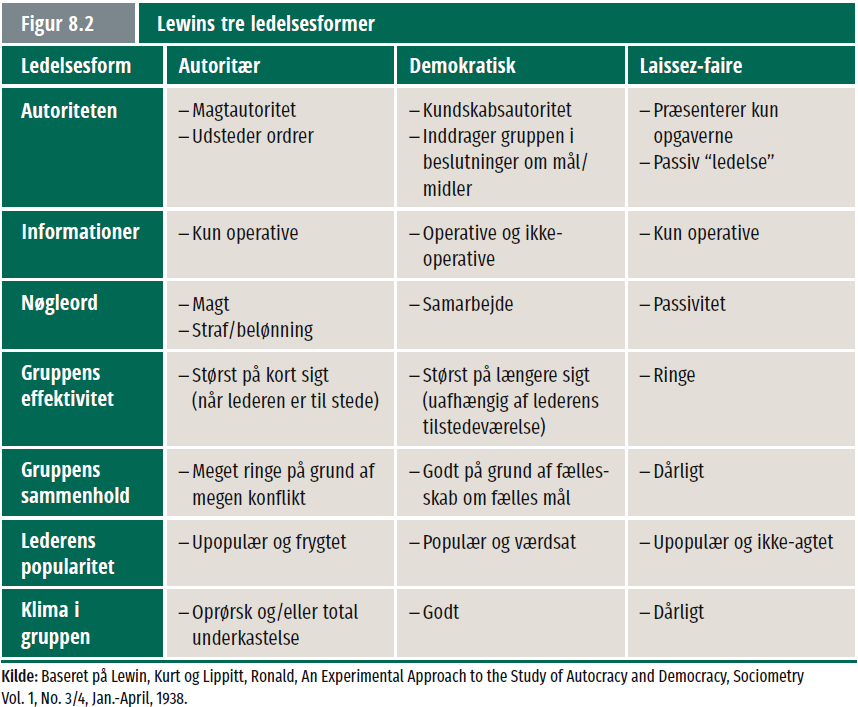 Figur 8.2 Lewins tre ledelsesformer
Ledelsesform Autoritær Demokratisk Laissez-faire
Autoriteten
– Magtautoritet
– Udsteder ordrer
– Kundskabsautoritet
– Inddrager gruppen i
beslutninger om mål/
midler
– Præsenterer kun
opgaverne
– Passiv “ledelse”
Informationer
– Kun operative
– Operative og ikke-
operative
– Kun operative
Nøgleord
– Magt
– Straf/belønning
– Samarbejde
– Passivitet
Gruppens
effektivitet
– Størst på kort sigt
(når lederen er til stede)
– Størst på længere sigt
(uafhængig af lederens
tilstedeværelse)
– Ringe
Gruppens
sammenhold
– Meget ringe på grund af
megen konflikt
– Godt på grund af fælles-
skab om fælles mål
– Dårligt
Lederens
popularitet
– Upopulær og frygtet
– Populær og værdsat
– Upopulær og ikke-agtet
Klima i
gruppen
– Oprørsk og/eller total
underkastelse
– Godt
– Dårligt
Kilde: Baseret på Lewin, Kurt og Lippitt, Ronald, An Experimental Approach to the Study of Autocracy and Democracy, Sociometry
Vol. 1, No. 3/4, Jan.-April, 1938.